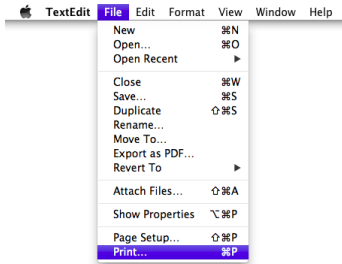 TextEdit File Edit Format View Window Help
New ⌘N
Open... ⌘O
Open Recent ▶
Close ⌘W
Save... ⌘S
Duplicate ⇧⌘S
Rename...
Move To...
Export as PDF...
Revert To ▶
Attach Files... ⇧⌘A
Show Properties ⌥⌘P
Page Setup... ⇧⌘P
Print... ⌘P